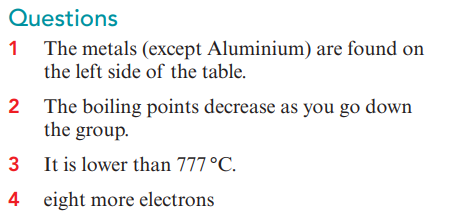 Questions
1 The metals (except Aluminium) are found on
the left side of the table.
2 The boiling points decrease as you go down
the group.
3 It is lower than 777 °C.
4 eight more electrons